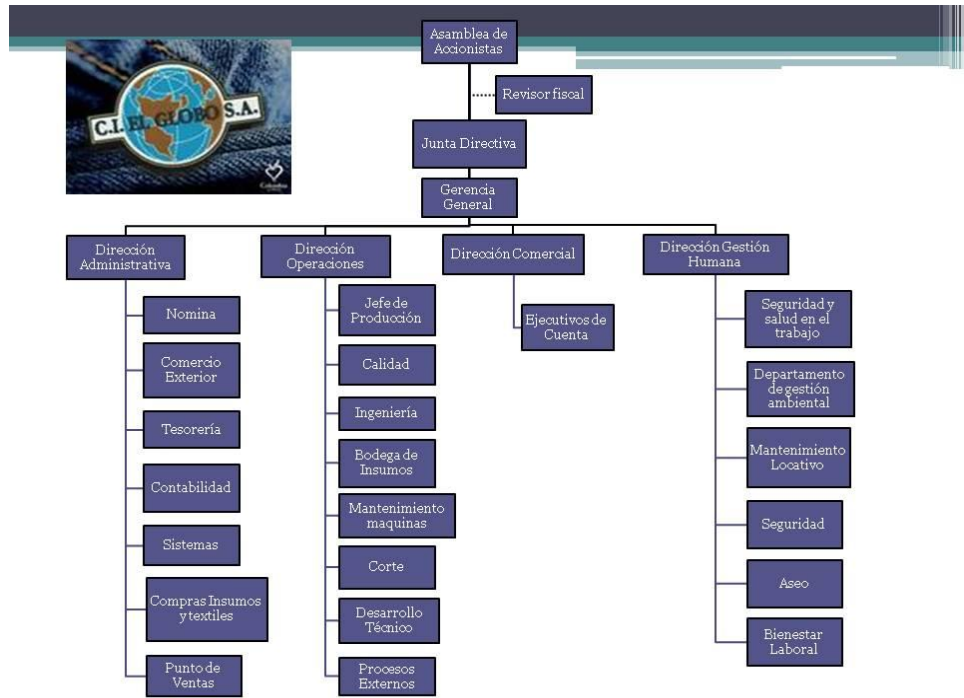 Asamblea de
Accionistas
Revisor fiscal
C.I. EL GLOBO S.A.
Colombia
Junta Directiva
Gerencia
General
Dirección
Administrativa
Nomina
Comercio
Exterior
Tesorería
Contabilidad
Sistemas
Compras Insumos
y textiles
Punto de
Ventas
Dirección
Operaciones
Jefe de
Producción
Calidad
Ingeniería
Bodega de
Insumos
Mantenimiento
maquinas
Corte
Desarrollo
Técnico
Procesos
Externos
Dirección Comercial
Ejecutivos de
Cuenta
Dirección Gestión
Humana
Seguridad y
salud en el
trabajo
Departamento
de gestión
ambiental
Mantenimiento
Locativo
Seguridad
Aseo
Bienestar
Laboral